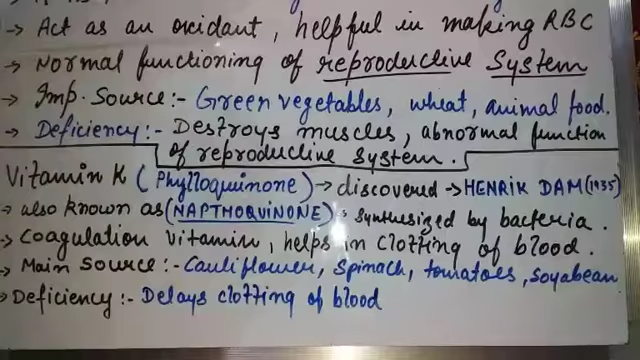 → Act as an oxidant, helpful in making RBC
→ Normal functioning of reproductive System
→ Imp. Source:- Green vegetables, wheat, animal food.
→ Deficiency:- Destroys muscles, abnormal function
of reproductive System.
Vitamin K (Phylloquinone) → discovered → HENRIK DAM (1935)
→ also known as (NAPTHOQUINONE). Synthesized by bacteria.
→ Coagulation vitamin, helps in clotting of blood.
→ Main Source:- Cauliflower, Spinach, tomatoes, Soyabean
→ Deficiency:- Delays clotting of blood